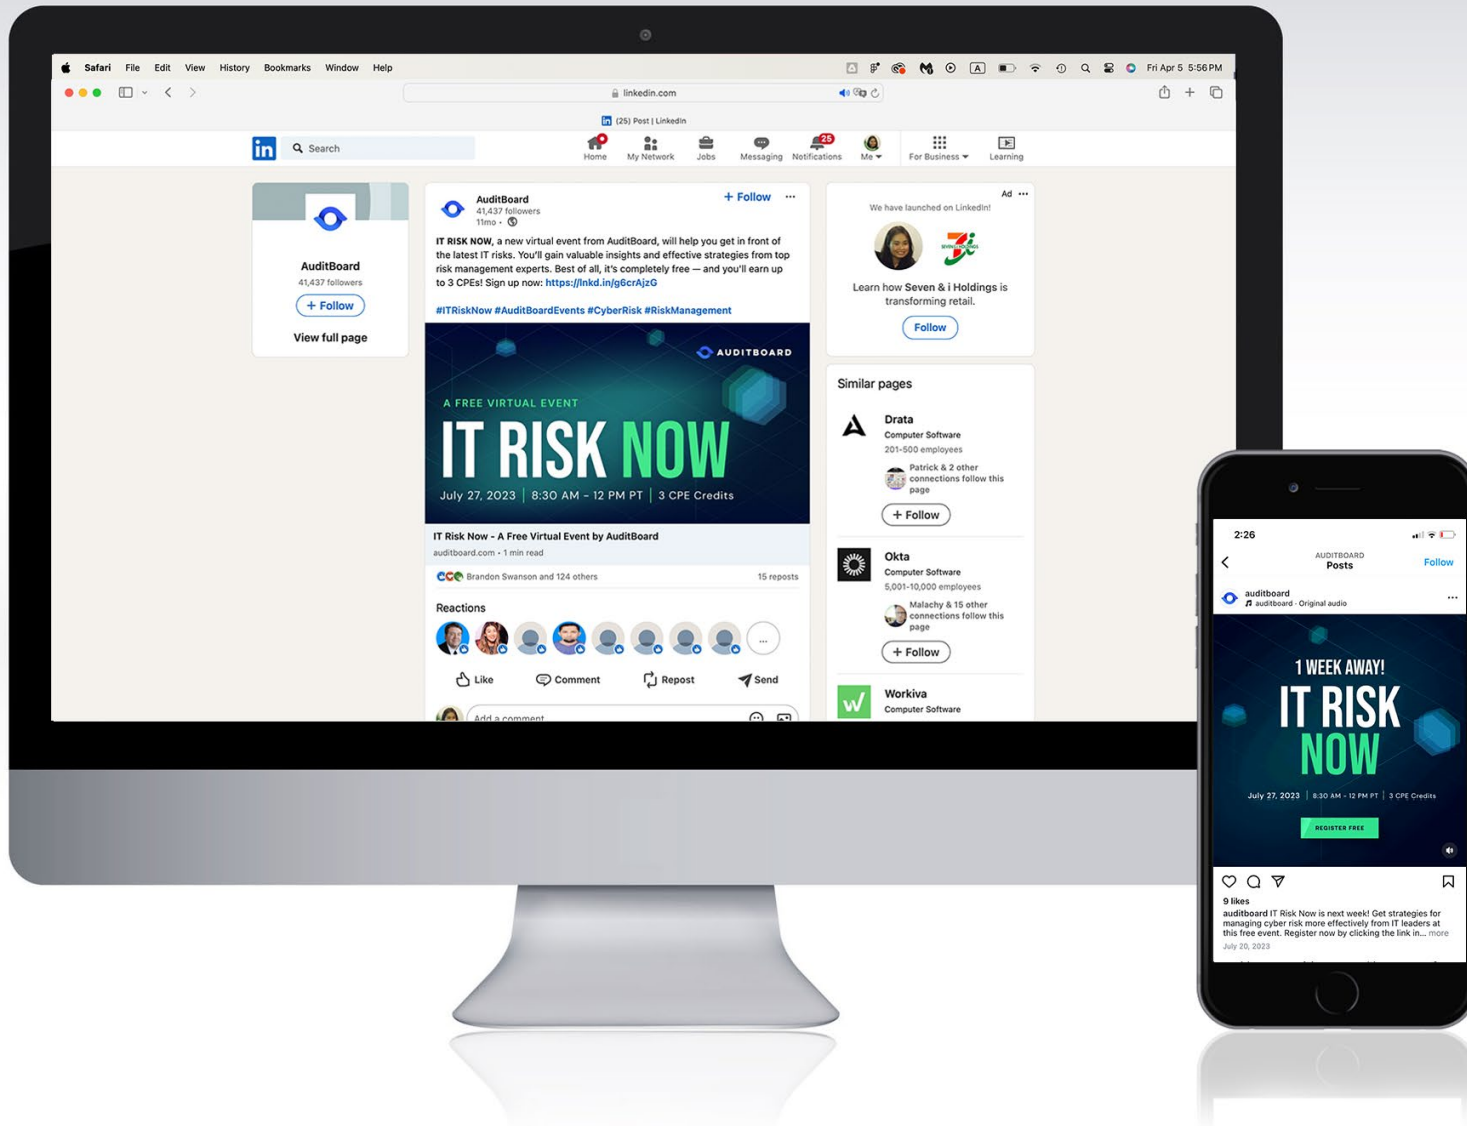 Safari File Edit View History Bookmarks Window Help
A
Fri Apr 5 5:56 PM
linkedin.com
in (25) Post | LinkedIn
in
Search
Home
My Network
Jobs
Messaging
25
Notifications
Me
For Business
Learning
AuditBoard
41,437 followers
+ Follow
View full page
AuditBoard
41,437 followers
11mo •
+ Follow
IT RISK NOW, a new virtual event from AuditBoard, will help you get in front of
the latest IT risks. You'll gain valuable insights and effective strategies from top
risk management experts. Best of all, it's completely free — and you'll earn up
to 3 CPEs! Sign up now: https://lnkd.in/g6crAjzG
#ITRiskNow #AuditBoardEvents #CyberRisk #RiskManagement
AUDITBOARD
A FREE VIRTUAL EVENT
IT RISK NOW
July 27, 2023 | 8:30 AM - 12 PM PT | 3 CPE Credits
IT Risk Now - A Free Virtual Event by AuditBoard
auditboard.com • 1 min read
Brandon Swanson and 124 others
15 reposts
Reactions
...
Like
Comment
Repost
Send
Add a comment
Ad
We have launched on LinkedIn!
7
SEVEN & i HOLDINGS
Learn how Seven & i Holdings is
transforming retail.
Follow
Similar pages
Drata
Computer Software
201-500 employees
Patrick & 2 other
connections follow this
page
+ Follow
Okta
Computer Software
5,001-10,000 employees
Malachy & 15 other
connections follow this
page
+ Follow
w
Workiva
Computer Software
2:26
AUDITBOARD
Posts
Follow
auditboard
auditboard · Original audio
1 WEEK AWAY!
IT RISK
NOW
July 27, 2023 | 8:30 AM - 12 PM PT | 3 CPE Credits
REGISTER FREE
9 likes
auditboard IT Risk Now is next week! Get strategies for
managing cyber risk more effectively from IT leaders at
this free event. Register now by clicking the link in... more
July 20, 2023